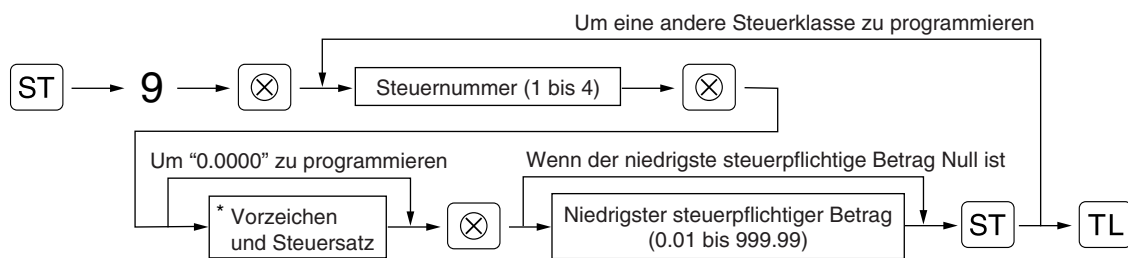 Um eine andere Steuerklasse zu programmieren
ST 9 ⊗ Steuernummer (1 bis 4) ⊗
Um “0.0000” zu programmieren
Wenn der niedrigste steuerpflichtige Betrag Null ist
* Vorzeichen
und Steuersatz
⊗
Niedrigster steuerpflichtiger Betrag
(0.01 bis 999.99)
ST TL